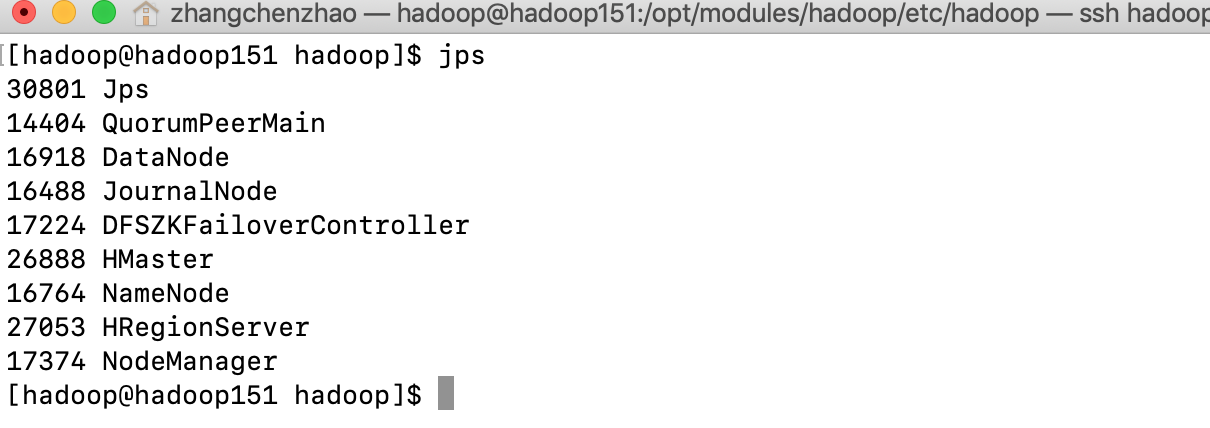 zhangchenzhao — hadoop@hadoop151:/opt/modules/hadoop/etc/hadoop — ssh hadoop
[hadoop@hadoop151 hadoop]$ jps
30801 Jps
14404 QuorumPeerMain
16918 DataNode
16488 JournalNode
17224 DFSZKFailoverController
26888 HMaster
16764 NameNode
27053 HRegionServer
17374 NodeManager
[hadoop@hadoop151 hadoop]$